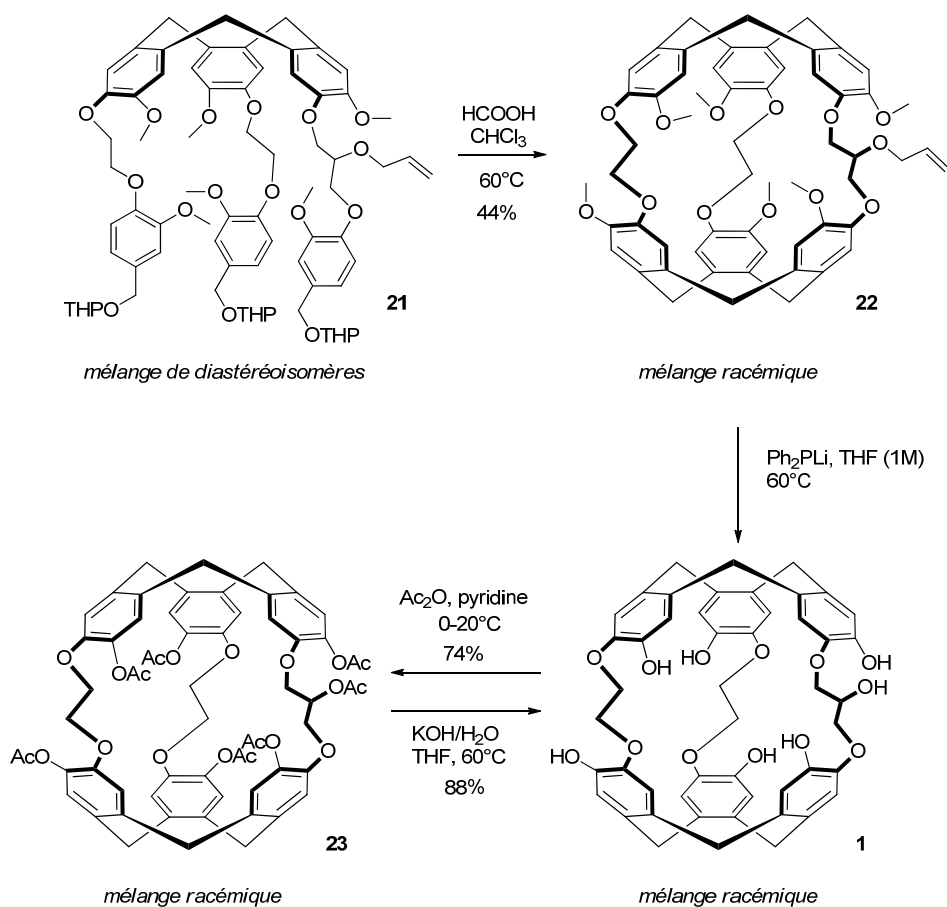 HCOOH
CHCl3
60°C
44%
O
O
O
O
O
O
O
O
O
O
O
O
O
THPO
OTHP
OTHP
21
mélange de diastéréoisomères
O
O
O
O
O
O
O
O
O
O
O
O
O
22
mélange racémique
Ph2PLi, THF (1M)
60°C
Ac2O, pyridine
0-20°C
74%
KOH/H2O
THF, 60°C
88%
O
AcO
AcO
O
O
OAc
OAc
O
O
O
AcO
OAc
AcO
23
mélange racémique
O
OH
HO
O
O
OH
OH
O
O
O
HO
OH
HO
1
mélange racémique